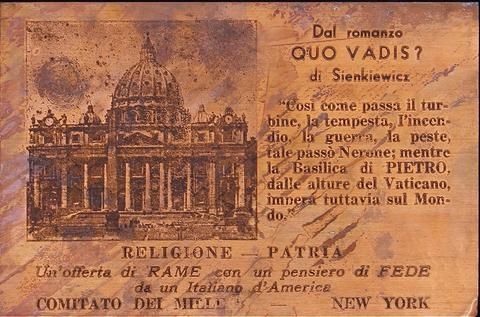 Dal romanzo
QUO VADIS?
di Sienkiewicz
"Così come passa il tur-
bine, la tempesta, l'incen-
dio, la guerra, la peste,
tale passò Nerone; mentre
la Basilica di PIETRO,
dalle alture del Vaticano,
impera tuttavia sul Mon-
do."
RELIGIONE — PATRIA
Un'offerta di RAME con un pensiero di FEDE
da un Italiano d'America
COMITATO DEI MILLE — NEW YORK